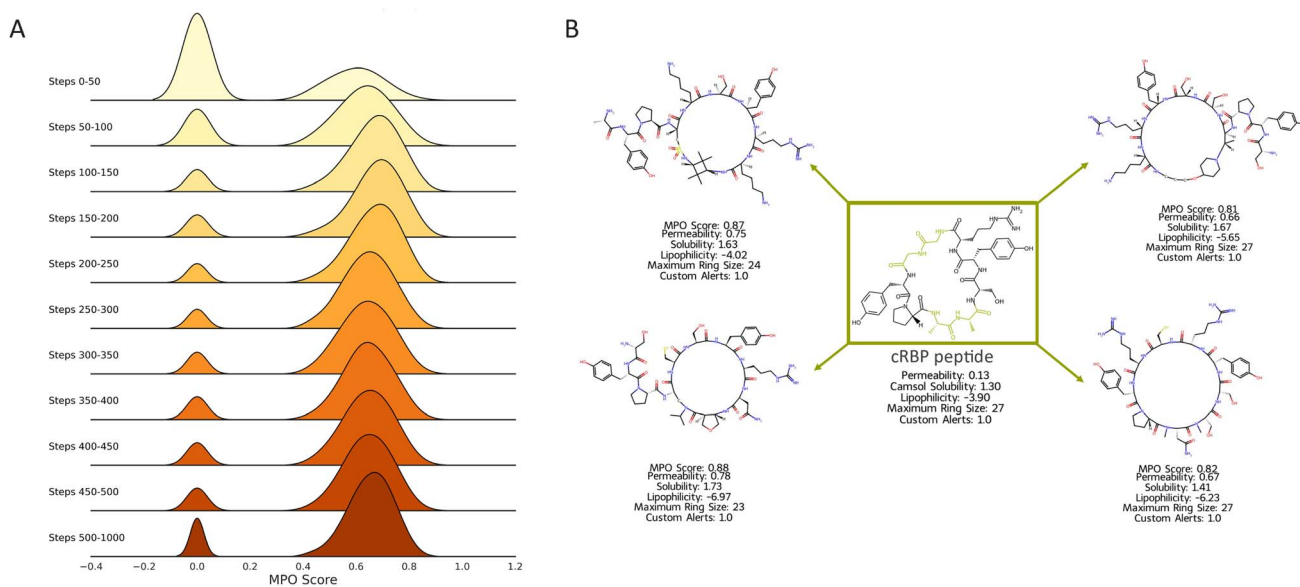 A
Steps 0-50
Steps 50-100
Steps 100-150
Steps 150-200
Steps 200-250
Steps 250-300
Steps 300-350
Steps 350-400
Steps 400-450
Steps 450-500
Steps 500-1000
−0.4 −0.2 0.0 0.2 0.4 0.6 0.8 1.0 1.2
MPO Score
B
MPO Score: 0.87
Permeability: 0.75
Solubility: 1.63
Lipophilicity: −4.02
Maximum Ring Size: 24
Custom Alerts: 1.0
MPO Score: 0.81
Permeability: 0.66
Solubility: 1.67
Lipophilicity: −5.65
Maximum Ring Size: 27
Custom Alerts: 1.0
cRBP peptide
Permeability: 0.13
Camsol Solubility: 1.30
Lipophilicity: −3.90
Maximum Ring Size: 27
Custom Alerts: 1.0
MPO Score: 0.88
Permeability: 0.78
Solubility: 1.73
Lipophilicity: −6.97
Maximum Ring Size: 23
Custom Alerts: 1.0
MPO Score: 0.82
Permeability: 0.67
Solubility: 1.41
Lipophilicity: −6.23
Maximum Ring Size: 27
Custom Alerts: 1.0